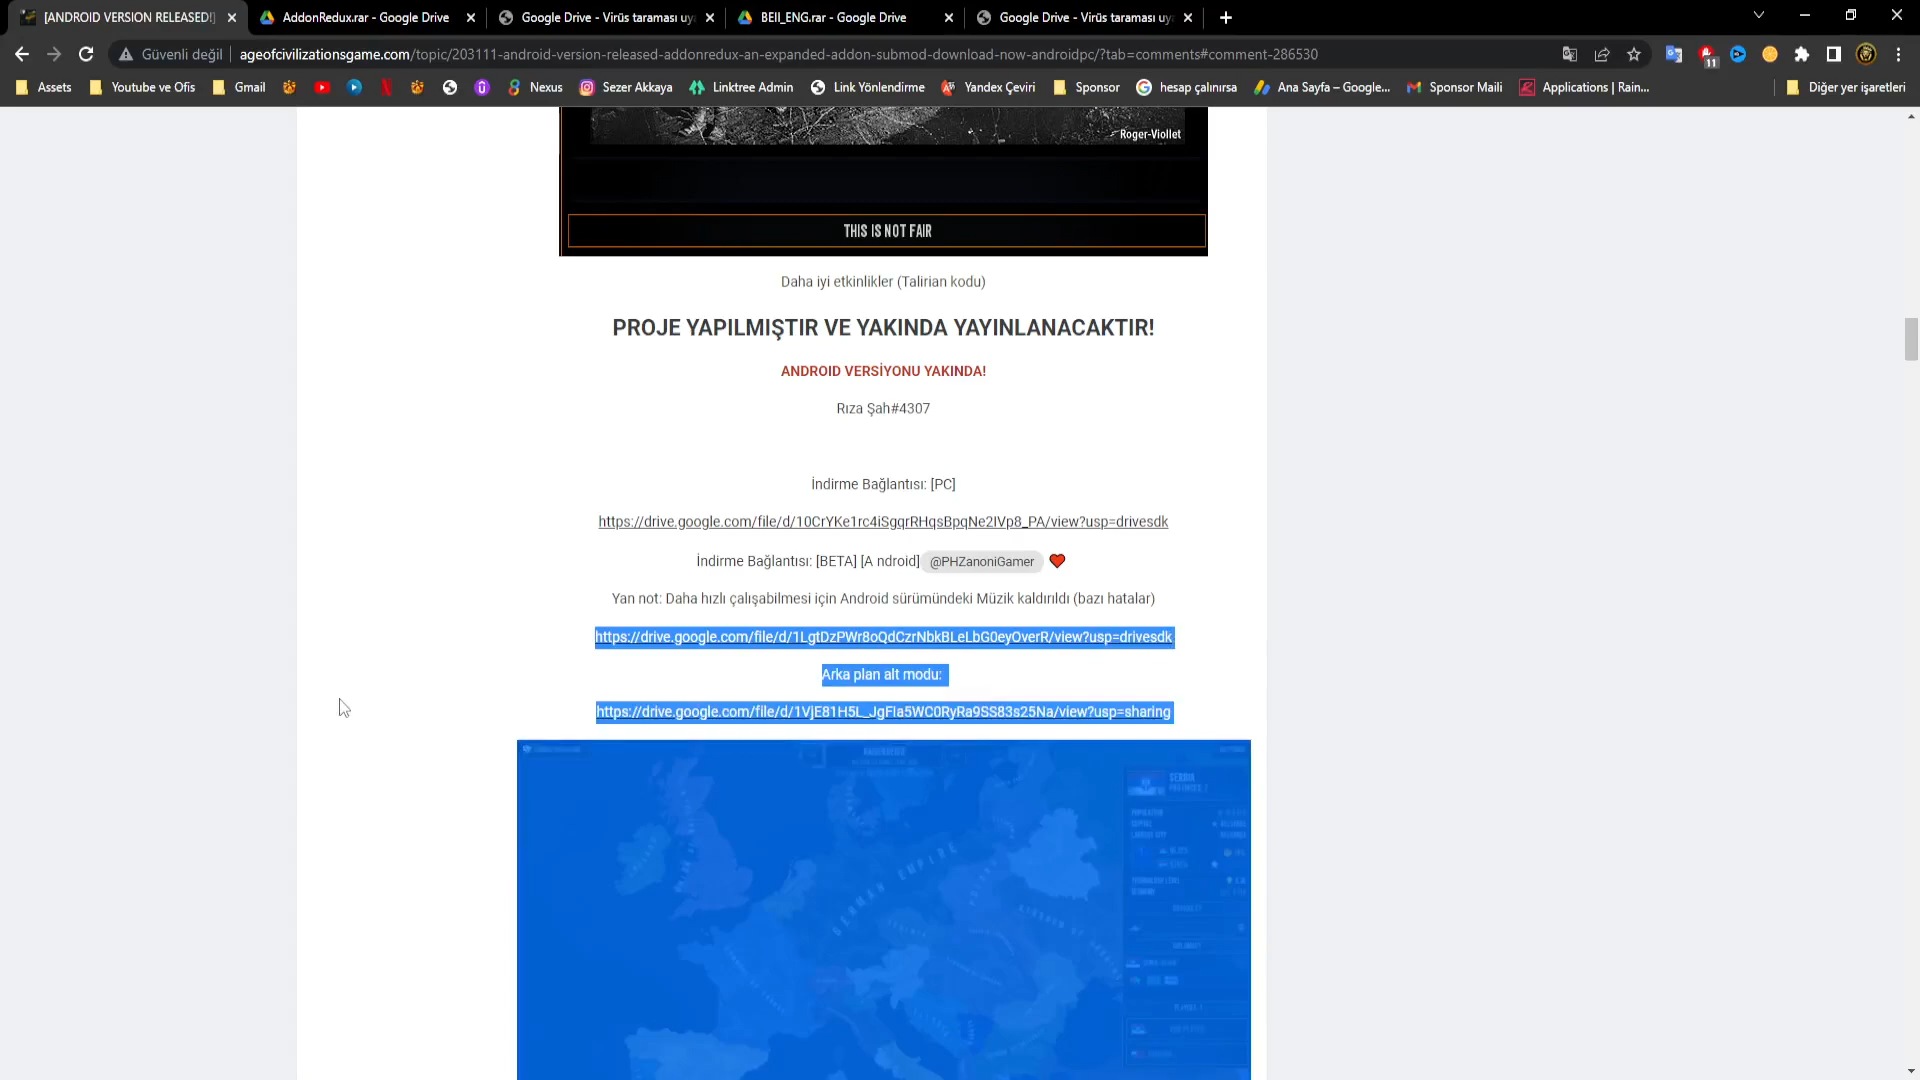 [ANDROID VERSION RELEASED!]
AddonRedux.rar - Google Drive
Google Drive - Virüs taraması uy
BEII_ENG.rar - Google Drive
Google Drive - Virüs taraması uy
Güvenli değil
ageofcivilizationsgame.com/topic/203111-android-version-released-addonredux-an-expanded-addon-submod-download-now-androidpc/?tab=comments#comment-286530
11
Assets
Youtube ve Ofis
Gmail
Nexus
Sezer Akkaya
Linktree Admin
Link Yönlendirme
Yandex Çeviri
Sponsor
hesap çalınırsa
Ana Sayfa – Google...
Sponsor Maili
Applications | Rain...
Diğer yer işaretleri
Roger-Viollet
THIS IS NOT FAIR
Daha iyi etkinlikler (Talirian kodu)
PROJE YAPILMIŞTIR VE YAKINDA YAYINLANACAKTIR!
ANDROID VERSİYONU YAKINDA!
Rıza Şah#4307
İndirme Bağlantısı: [PC]
https://drive.google.com/file/d/10CrYKe1rc4iSgqrRHqsBpqNe2IVp8_PA/view?usp=drivesdk
İndirme Bağlantısı: [BETA] [A ndroid] @PHZanoniGamer
Yan not: Daha hızlı çalışabilmesi için Android sürümündeki Müzik kaldırıldı (bazı hatalar)
https://drive.google.com/file/d/1LgtDzPWr8oQdCzrNbkBLeLbG0eyOverR/view?usp=drivesdk
Arka plan alt modu:
https://drive.google.com/file/d/1VjE81H5L_JgFIa5WC0RyRa9SS83s25Na/view?usp=sharing
SERBIA
GERMAN EMPIRE